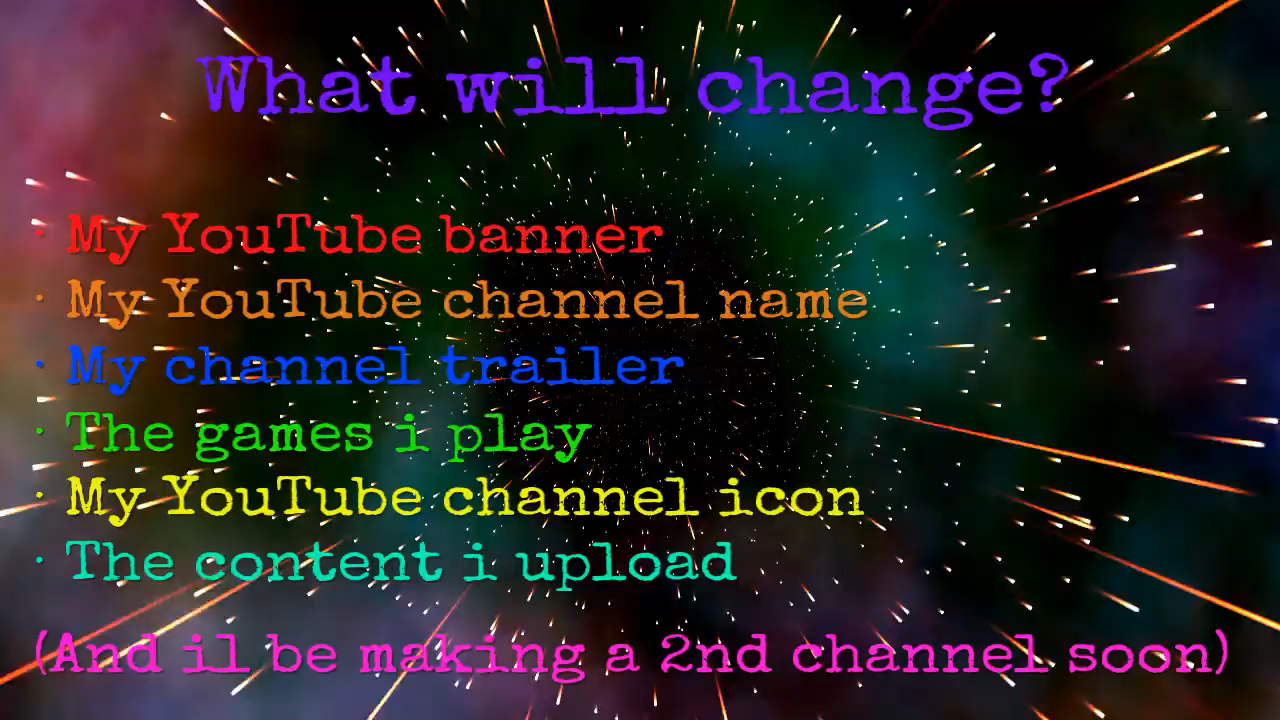 What will change?
· My YouTube banner
· My YouTube channel name
· My channel trailer
· The games i play
· My YouTube channel icon
· The content i upload
(And il be making a 2nd channel soon)